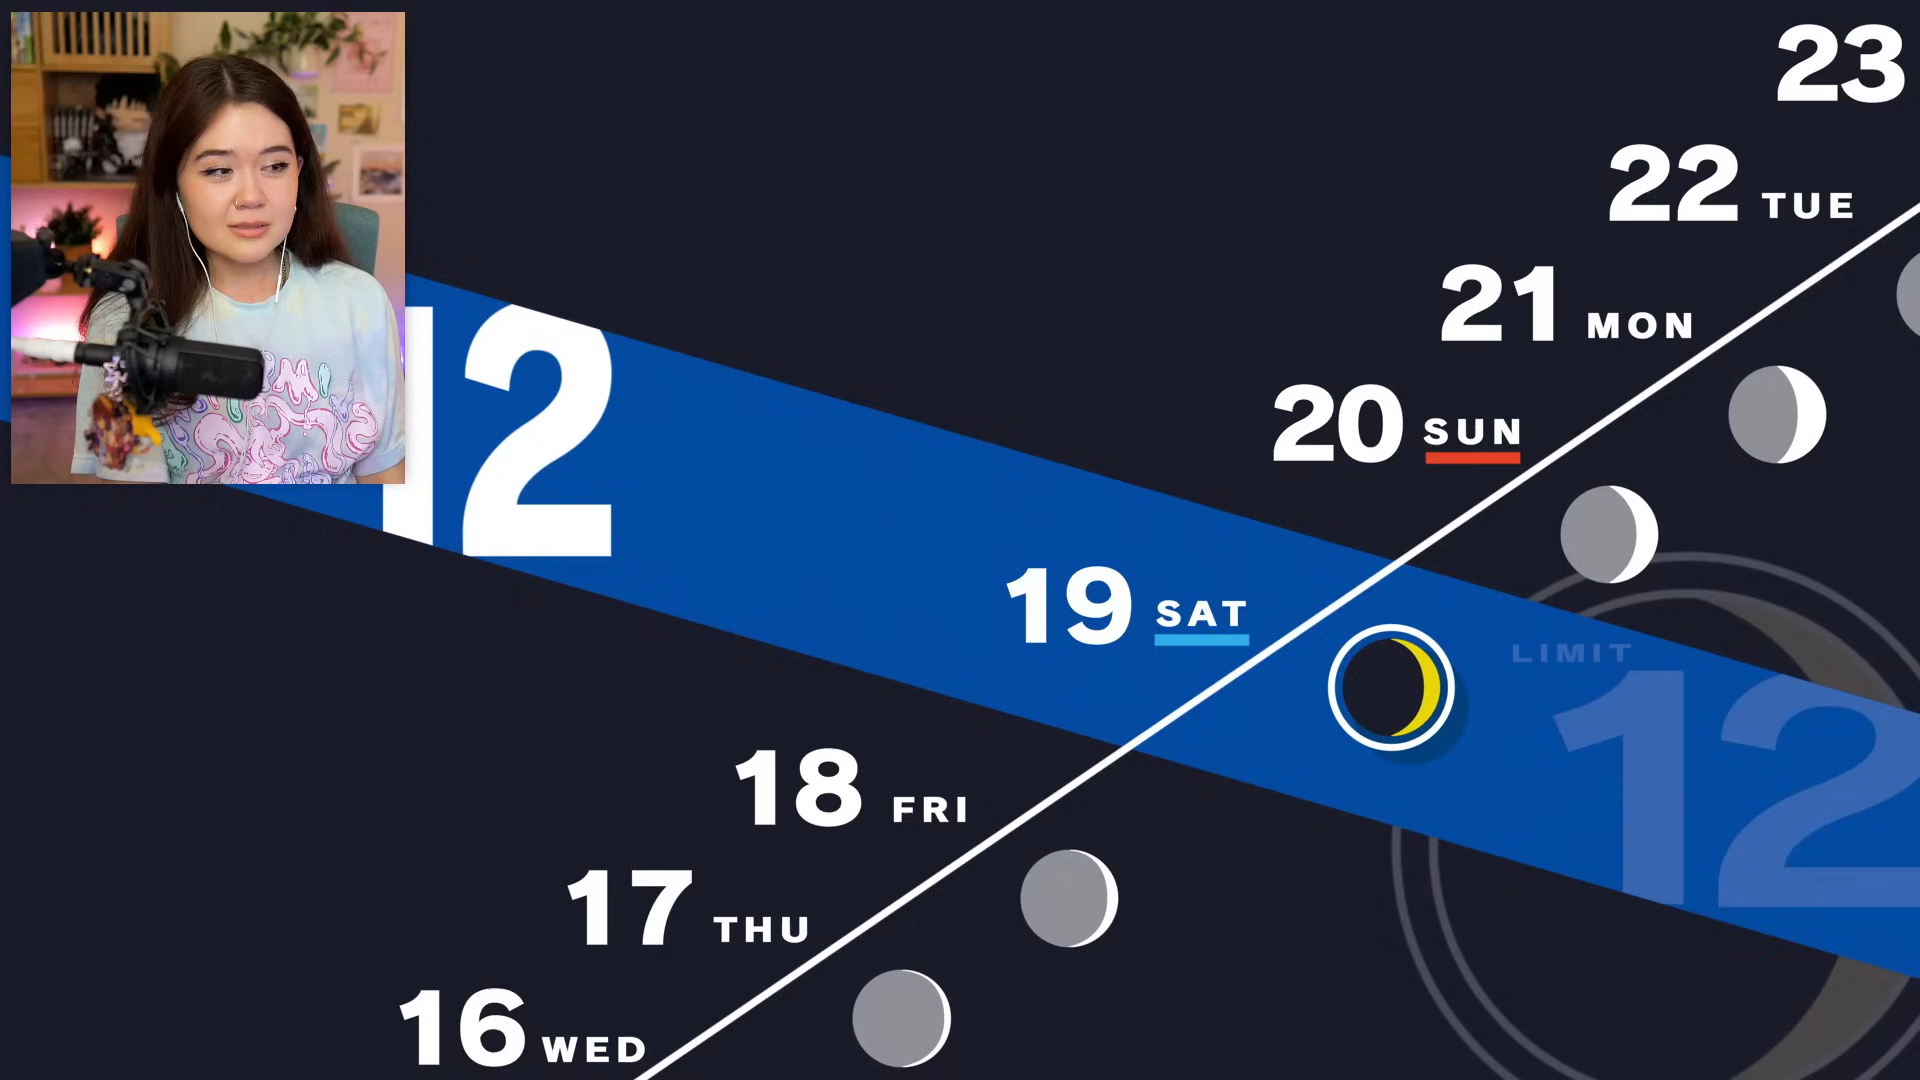 23
22 TUE
21 MON
20 SUN
12
19 SAT
LIMIT
12
18 FRI
17 THU
16 WED